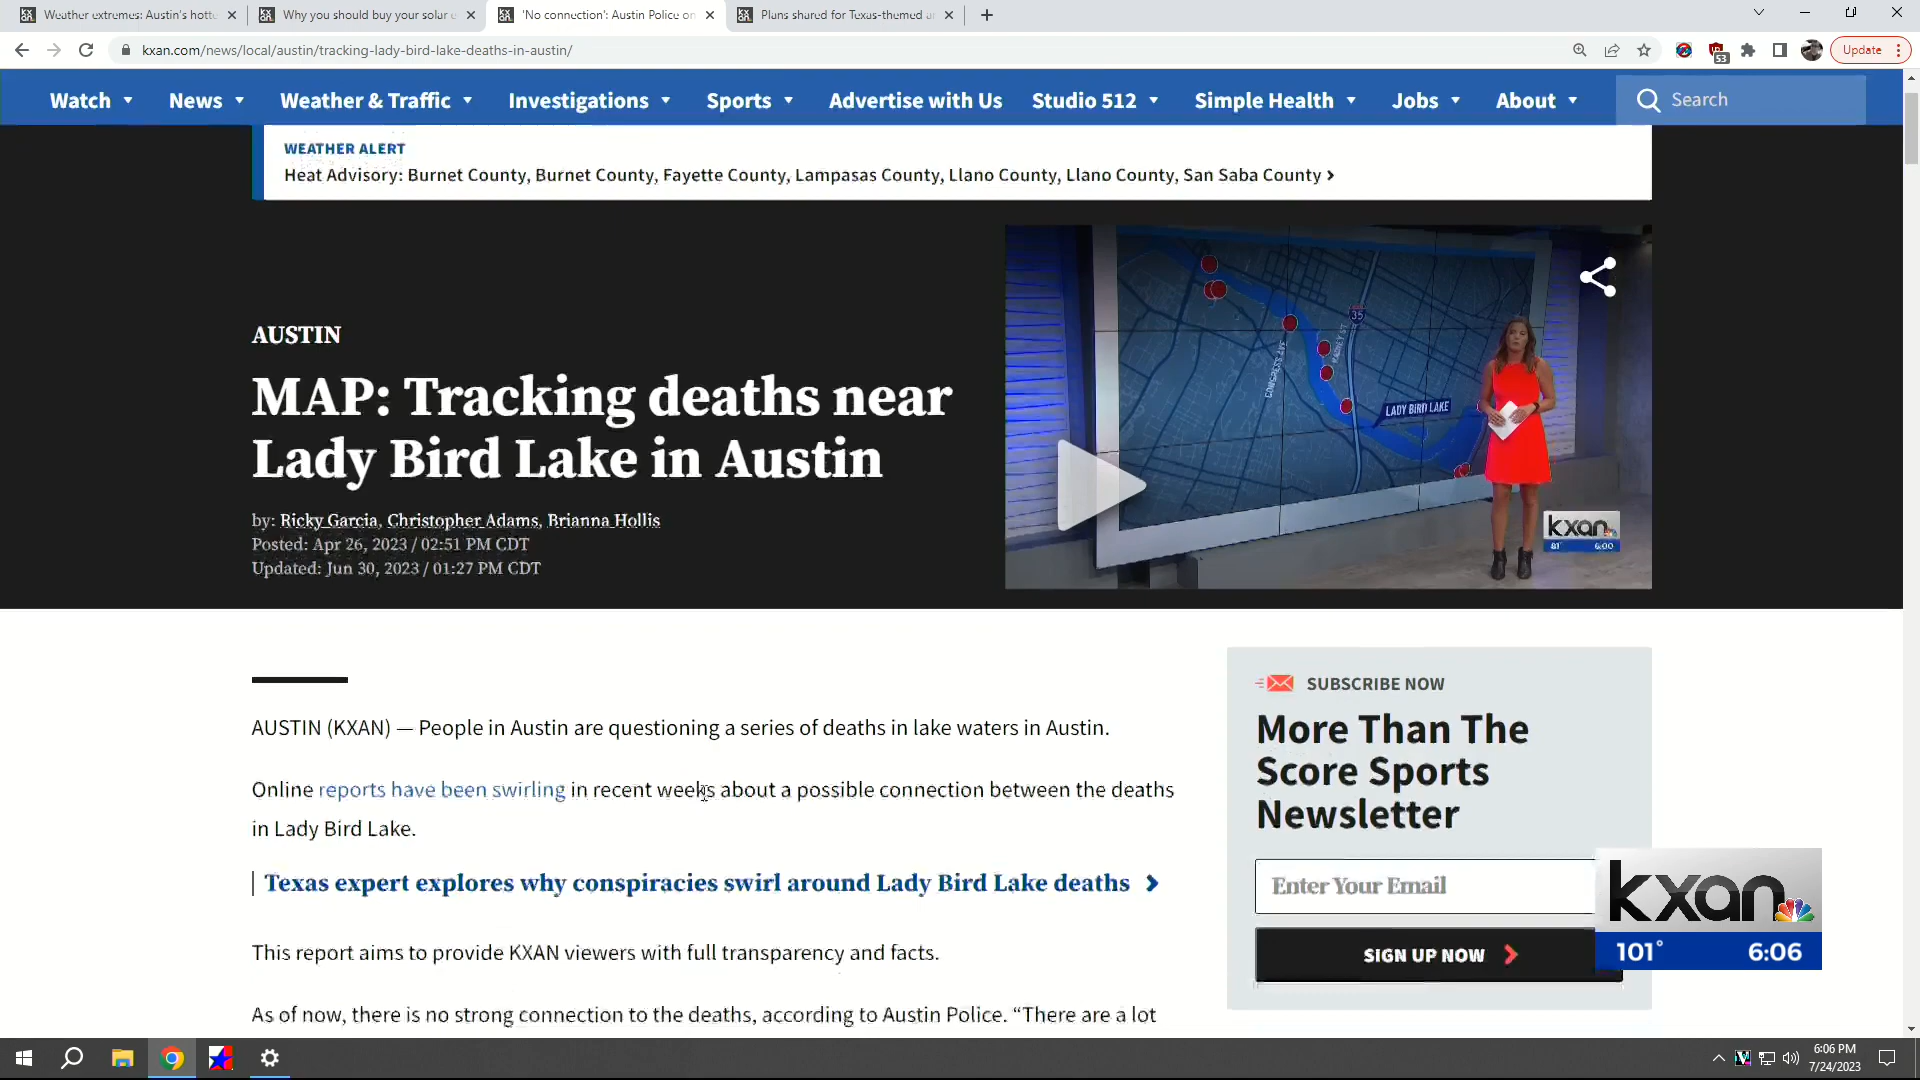 Weather extremes: Austin's hotte
Why you should buy your solar e
'No connection': Austin Police on
Plans shared for Texas-themed a
kxan.com/news/local/austin/tracking-lady-bird-lake-deaths-in-austin/
53
Update
Watch
News
Weather & Traffic
Investigations
Sports
Advertise with Us
Studio 512
Simple Health
Jobs
About
Search
WEATHER ALERT
Heat Advisory: Burnet County, Burnet County, Fayette County, Lampasas County, Llano County, Llano County, San Saba County
AUSTIN
MAP: Tracking deaths near
Lady Bird Lake in Austin
by: Ricky Garcia, Christopher Adams, Brianna Hollis
Posted: Apr 26, 2023 / 02:51 PM CDT
Updated: Jun 30, 2023 / 01:27 PM CDT
35
CONGRESS AVE
RAINEY ST
LADY BIRD LAKE
kxan
81° 6:00
AUSTIN (KXAN) — People in Austin are questioning a series of deaths in lake waters in Austin.
Online reports have been swirling in recent weeks about a possible connection between the deaths
in Lady Bird Lake.
Texas expert explores why conspiracies swirl around Lady Bird Lake deaths
This report aims to provide KXAN viewers with full transparency and facts.
As of now, there is no strong connection to the deaths, according to Austin Police. “There are a lot
SUBSCRIBE NOW
More Than The
Score Sports
Newsletter
Enter Your Email
SIGN UP NOW
kxan
101° 6:06
6:06 PM
7/24/2023